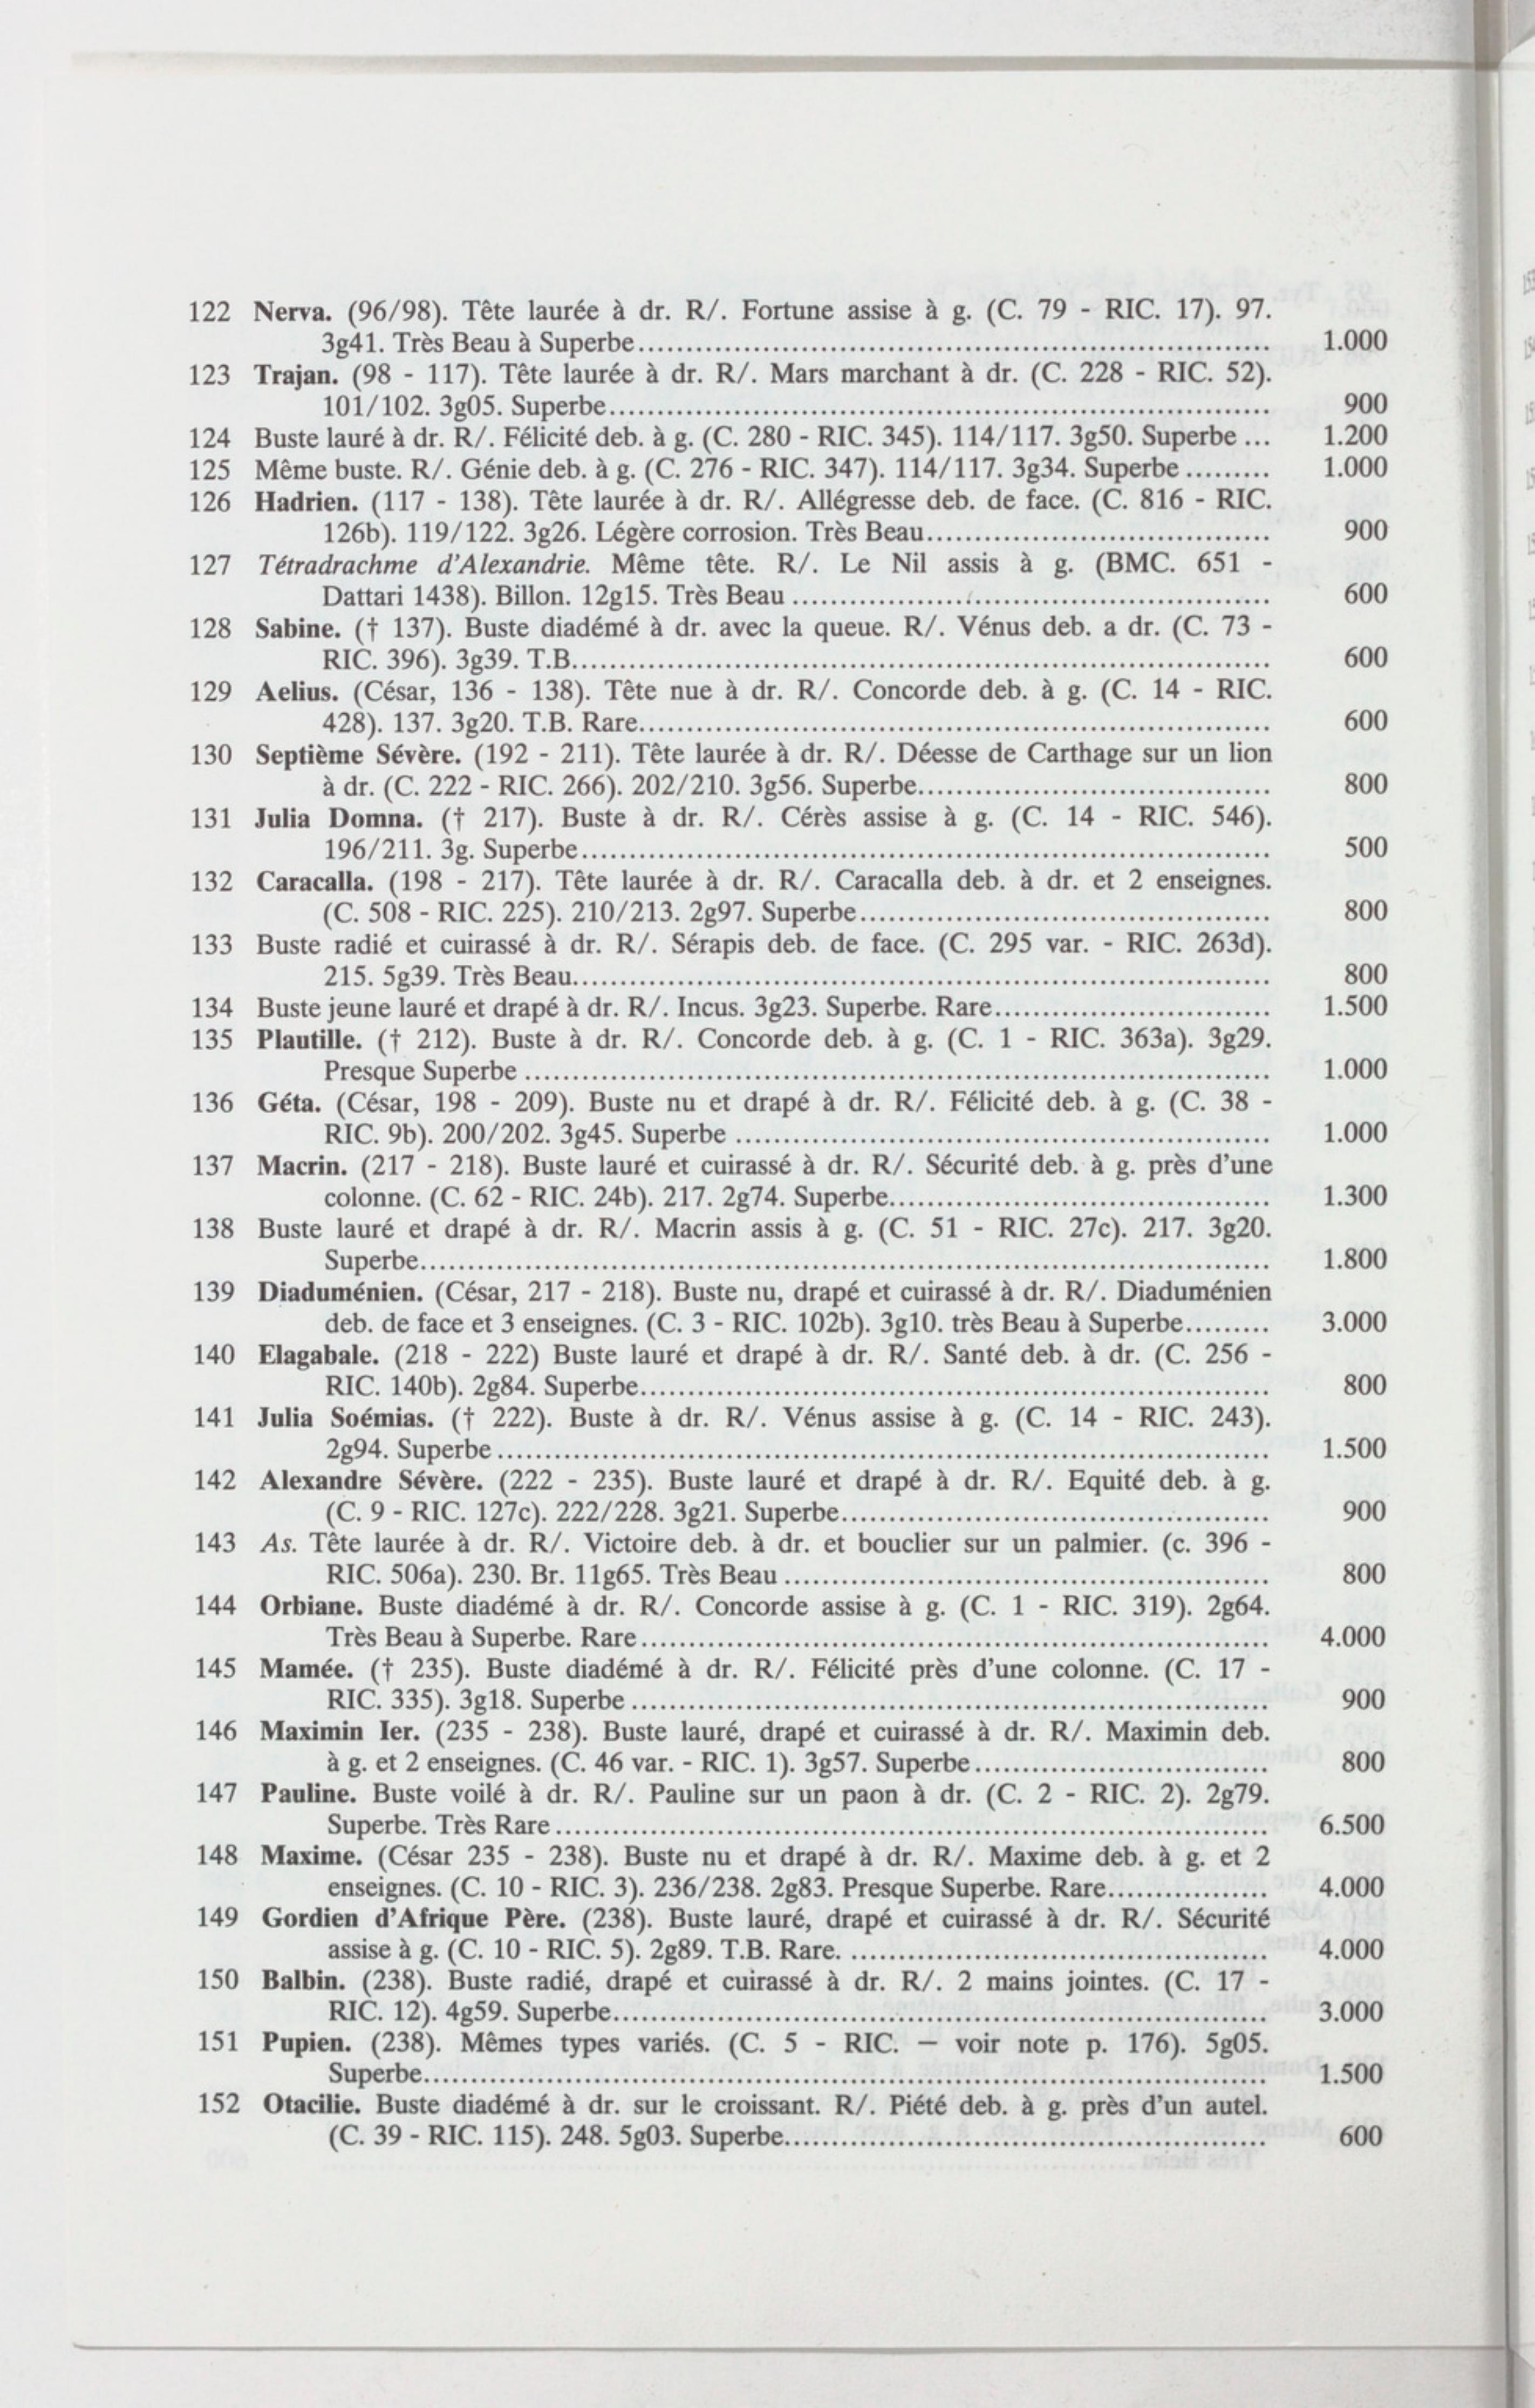 122 Nerva. (96/98). Tête laurée à dr. R/. Fortune assise à g. (C. 79 - RIC. 17). 97.
3g41. Très Beau à Superbe........ 1.000
123 Trajan. (98 - 117). Tête laurée à dr. R/. Mars marchant à dr. (C. 228 - RIC. 52).
101/102. 3g05. Superbe........ 900
124 Buste lauré à dr. R/. Félicité deb. à g. (C. 280 - RIC. 345). 114/117. 3g50. Superbe ... 1.200
125 Même buste. R/. Génie deb. à g. (C. 276 - RIC. 347). 114/117. 3g34. Superbe ......... 1.000
126 Hadrien. (117 - 138). Tête laurée à dr. R/. Allégresse deb. de face. (C. 816 - RIC.
126b). 119/122. 3g26. Légère corrosion. Très Beau........ 900
127 Tétradrachme d'Alexandrie. Même tête. R/. Le Nil assis à g. (BMC. 651 -
Dattari 1438). Billon. 12g15. Très Beau ........ 600
128 Sabine. († 137). Buste diadémé à dr. avec la queue. R/. Vénus deb. a dr. (C. 73 -
RIC. 396). 3g39. T.B........ 600
129 Aelius. (César, 136 - 138). Tête nue à dr. R/. Concorde deb. à g. (C. 14 - RIC.
428). 137. 3g20. T.B. Rare........ 600
130 Septième Sévère. (192 - 211). Tête laurée à dr. R/. Déesse de Carthage sur un lion
à dr. (C. 222 - RIC. 266). 202/210. 3g56. Superbe........ 800
131 Julia Domna. († 217). Buste à dr. R/. Cérès assise à g. (C. 14 - RIC. 546).
196/211. 3g. Superbe........ 500
132 Caracalla. (198 - 217). Tête laurée à dr. R/. Caracalla deb. à dr. et 2 enseignes.
(C. 508 - RIC. 225). 210/213. 2g97. Superbe........ 800
133 Buste radié et cuirassé à dr. R/. Sérapis deb. de face. (C. 295 var. - RIC. 263d).
215. 5g39. Très Beau........ 800
134 Buste jeune lauré et drapé à dr. R/. Incus. 3g23. Superbe. Rare........ 1.500
135 Plautille. († 212). Buste à dr. R/. Concorde deb. à g. (C. 1 - RIC. 363a). 3g29.
Presque Superbe ........ 1.000
136 Géta. (César, 198 - 209). Buste nu et drapé à dr. R/. Félicité deb. à g. (C. 38 -
RIC. 9b). 200/202. 3g45. Superbe ........ 1.000
137 Macrin. (217 - 218). Buste lauré et cuirassé à dr. R/. Sécurité deb. à g. près d'une
colonne. (C. 62 - RIC. 24b). 217. 2g74. Superbe........ 1.300
138 Buste lauré et drapé à dr. R/. Macrin assis à g. (C. 51 - RIC. 27c). 217. 3g20.
Superbe........ 1.800
139 Diaduménien. (César, 217 - 218). Buste nu, drapé et cuirassé à dr. R/. Diaduménien
deb. de face et 3 enseignes. (C. 3 - RIC. 102b). 3g10. très Beau à Superbe......... 3.000
140 Elagabale. (218 - 222) Buste lauré et drapé à dr. R/. Santé deb. à dr. (C. 256 -
RIC. 140b). 2g84. Superbe........ 800
141 Julia Soémias. († 222). Buste à dr. R/. Vénus assise à g. (C. 14 - RIC. 243).
2g94. Superbe ........ 1.500
142 Alexandre Sévère. (222 - 235). Buste lauré et drapé à dr. R/. Equité deb. à g.
(C. 9 - RIC. 127c). 222/228. 3g21. Superbe........ 900
143 As. Tête laurée à dr. R/. Victoire deb. à dr. et bouclier sur un palmier. (c. 396 -
RIC. 506a). 230. Br. 11g65. Très Beau ........ 800
144 Orbiane. Buste diadémé à dr. R/. Concorde assise à g. (C. 1 - RIC. 319). 2g64.
Très Beau à Superbe. Rare ........ 4.000
145 Mamée. († 235). Buste diadémé à dr. R/. Félicité près d'une colonne. (C. 17 -
RIC. 335). 3g18. Superbe ........ 900
146 Maximin Ier. (235 - 238). Buste lauré, drapé et cuirassé à dr. R/. Maximin deb.
à g. et 2 enseignes. (C. 46 var. - RIC. 1). 3g57. Superbe ........ 800
147 Pauline. Buste voilé à dr. R/. Pauline sur un paon à dr. (C. 2 - RIC. 2). 2g79.
Superbe. Très Rare ........ 6.500
148 Maxime. (César 235 - 238). Buste nu et drapé à dr. R/. Maxime deb. à g. et 2
enseignes. (C. 10 - RIC. 3). 236/238. 2g83. Presque Superbe. Rare........ 4.000
149 Gordien d'Afrique Père. (238). Buste lauré, drapé et cuirassé à dr. R/. Sécurité
assise à g. (C. 10 - RIC. 5). 2g89. T.B. Rare. ........ 4.000
150 Balbin. (238). Buste radié, drapé et cuirassé à dr. R/. 2 mains jointes. (C. 17 -
RIC. 12). 4g59. Superbe........ 3.000
151 Pupien. (238). Mêmes types variés. (C. 5 - RIC. — voir note p. 176). 5g05.
Superbe........ 1.500
152 Otacilie. Buste diadémé à dr. sur le croissant. R/. Piété deb. à g. près d'un autel.
(C. 39 - RIC. 115). 248. 5g03. Superbe........ 600